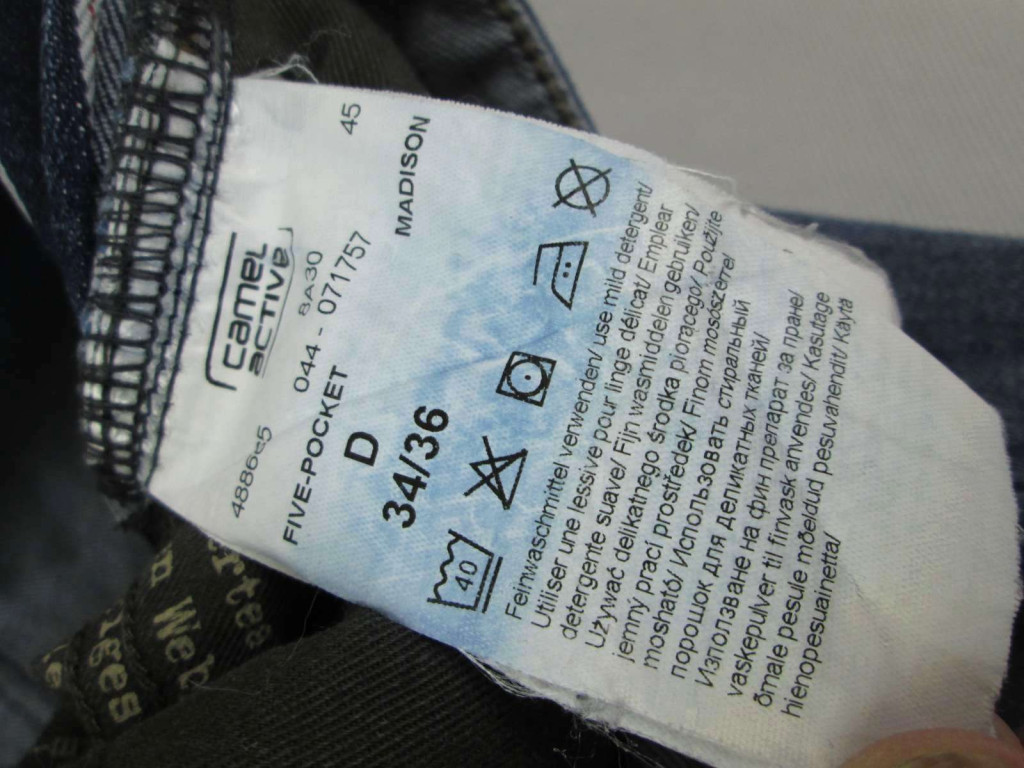 camel
ACTIVE
8A30
45
044 - 071757
FIVE-POCKET
MADISON
D
34/36
40
Feinwaschmittel verwenden/ use mild detergent/
Utiliser une lessive pour linge délicat/ Emplear
detergente suave/ Fijn wasmiddelen gebruiken/
Używać delikatnego środka pioracego/ Použijte
jemný prací prostředek/ Finom mosószerrel
mosható/ Использовать стиральный
порошок для деликатных тканей/
Използване на фин препарат за пране/
vaskepulver til finvask anvendes/ Kasutage
õmale pesule mõeldud pesuvahendit/ Käytä
hienopesuainetta/